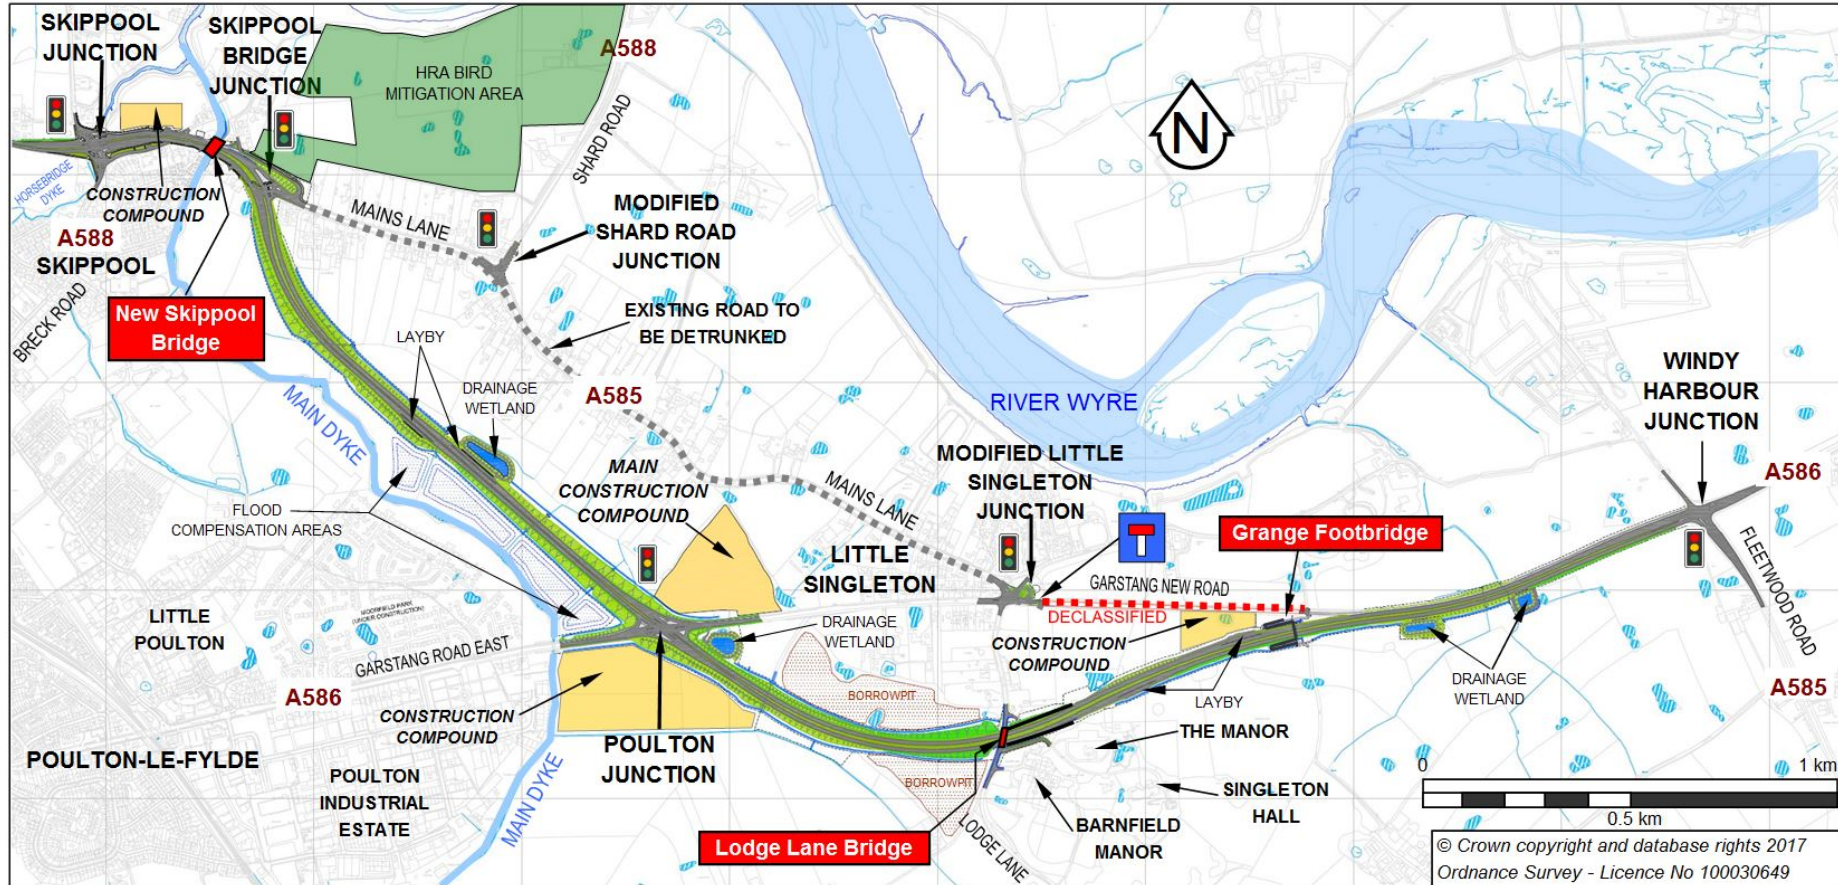 SKIPPOOL
JUNCTION
SKIPPOOL
BRIDGE
JUNCTION
HRA BIRD
MITIGATION AREA
A588
SHARD ROAD
N
HORSEBRIDGE
DYKE
CONSTRUCTION
COMPOUND
A588
SKIPPOOL
BRECK ROAD
New Skippool
Bridge
MAINS LANE
MODIFIED
SHARD ROAD
JUNCTION
EXISTING ROAD TO
BE DETRUNKED
LAYBY
DRAINAGE
WETLAND
A585
MAIN DYKE
RIVER WYRE
WINDY
HARBOUR
JUNCTION
A586
FLEETWOOD ROAD
MAIN
CONSTRUCTION
COMPOUND
MAINS LANE
MODIFIED LITTLE
SINGLETON
JUNCTION
Grange Footbridge
FLOOD
COMPENSATION AREAS
LITTLE
SINGLETON
GARSTANG NEW ROAD
DECLASSIFIED
CONSTRUCTION
COMPOUND
MOORFIELD PARK
(UNDER CONSTRUCTION)
LITTLE
POULTON
GARSTANG ROAD EAST
DRAINAGE
WETLAND
A586
CONSTRUCTION
COMPOUND
BORROWPIT
LAYBY
DRAINAGE
WETLAND
A585
POULTON-LE-FYLDE
POULTON
INDUSTRIAL
ESTATE
MAIN DYKE
POULTON
JUNCTION
BORROWPIT
THE MANOR
SINGLETON
HALL
BARNFIELD
MANOR
LODGE LANE
Lodge Lane Bridge
0 1 km
0.5 km
© Crown copyright and database rights 2017
Ordnance Survey - Licence No 100030649